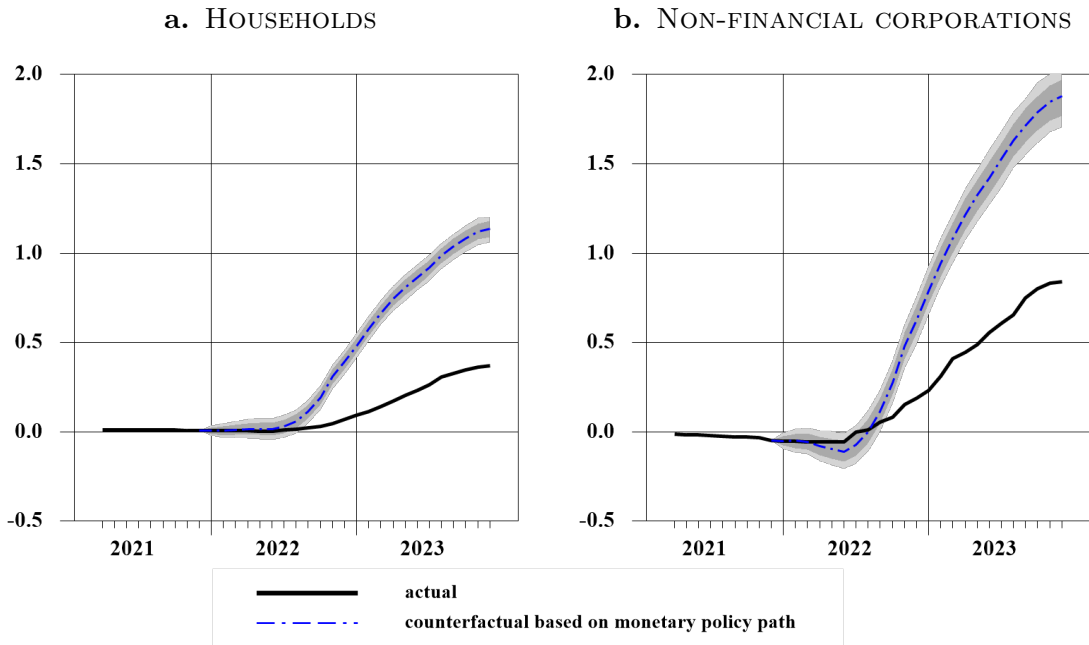 a. HOUSEHOLDS
b. NON-FINANCIAL CORPORATIONS
2.0
1.5
1.0
0.5
0.0
-0.5
2021 2022 2023
2.0
1.5
1.0
0.5
0.0
-0.5
2021 2022 2023
actual
counterfactual based on monetary policy path